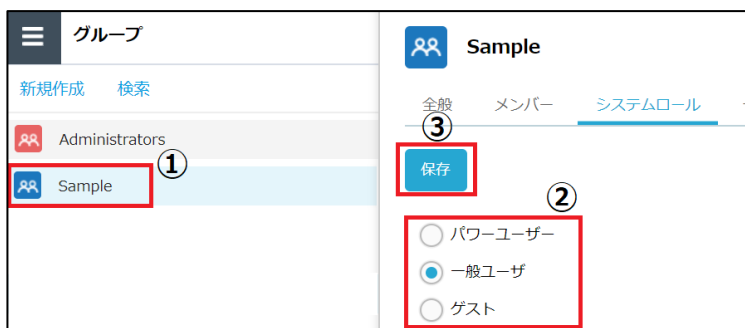 グループ
新規作成 検索
Administrators
①
Sample
Sample
全般 メンバー システムロール
③
保存
②
パワーユーザー
一般ユーザ
ゲスト